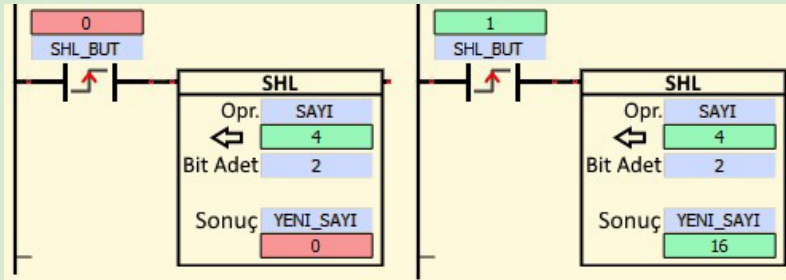 0
SHL_BUT
SHL
Opr. SAYI
4
Bit Adet 2
Sonuç YENI_SAYI
0
1
SHL_BUT
SHL
Opr. SAYI
4
Bit Adet 2
Sonuç YENI_SAYI
16